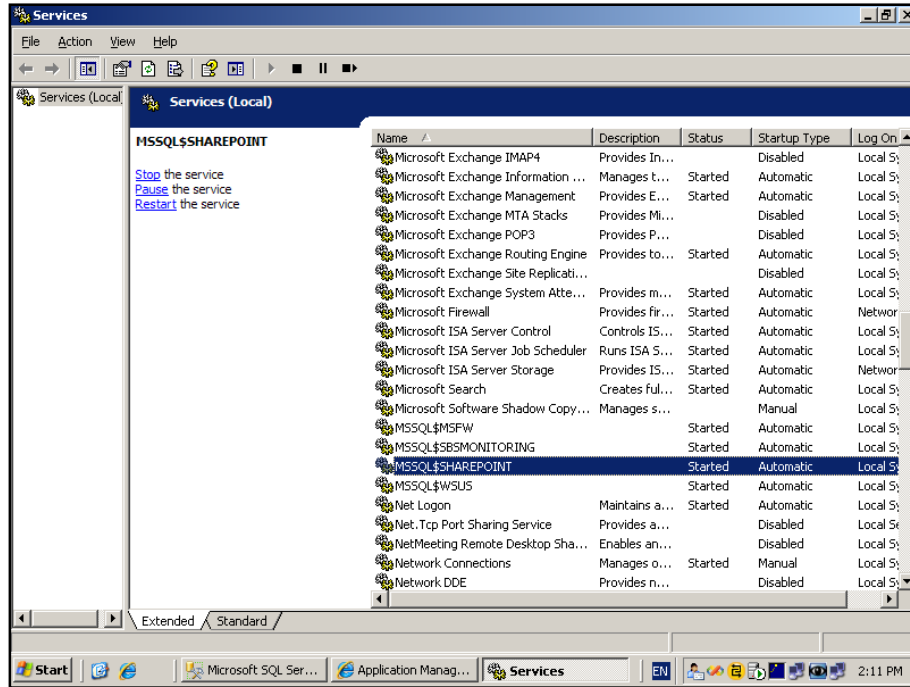 Services
File Action View Help
Services (Local
Services (Local)
MSSQL$SHAREPOINT
Stop the service
Pause the service
Restart the service
Name Description Status Startup Type Log On
Microsoft Exchange IMAP4 Provides In... Disabled Local Sy
Microsoft Exchange Information ... Manages t... Started Automatic Local Sy
Microsoft Exchange Management Provides E... Started Automatic Local Sy
Microsoft Exchange MTA Stacks Provides Mi... Disabled Local Sy
Microsoft Exchange POP3 Provides P... Disabled Local Sy
Microsoft Exchange Routing Engine Provides to... Started Automatic Local Sy
Microsoft Exchange Site Replicati... Disabled Local Sy
Microsoft Exchange System Atte... Provides m... Started Automatic Local Sy
Microsoft Firewall Provides fir... Started Automatic Networ
Microsoft ISA Server Control Controls IS... Started Automatic Local Sy
Microsoft ISA Server Job Scheduler Runs ISA S... Started Automatic Local Sy
Microsoft ISA Server Storage Provides IS... Started Automatic Networ
Microsoft Search Creates ful... Started Automatic Local Sy
Microsoft Software Shadow Copy... Manages s... Manual Local Sy
MSSQL$MSFW Started Automatic Local Sy
MSSQL$SBSMONITORING Started Automatic Local Sy
MSSQL$SHAREPOINT Started Automatic Local Sy
MSSQL$WSUS Started Automatic Local Sy
Net Logon Maintains a... Started Automatic Local Sy
Net.Tcp Port Sharing Service Provides a... Disabled Local Se
NetMeeting Remote Desktop Sha... Enables an... Disabled Local Sy
Network Connections Manages o... Started Manual Local Sy
Network DDE Provides n... Disabled Local Sy
Extended Standard
Start Microsoft SQL Ser... Application Manag... Services EN 2:11 PM